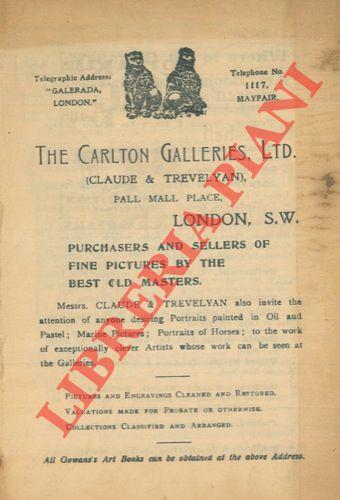 Telegraphic Address:
"GALERADA,
LONDON."
Telephone No.
1117,
MAYFAIR.
THE CARLTON GALLERIES, LTD.
(CLAUDE & TREVELYAN),
PALL MALL PLACE,
LONDON, S.W.
PURCHASERS AND SELLERS OF
FINE PICTURES BY THE
BEST OLD MASTERS.
Messrs. CLAUDE & TREVELYAN also invite the
attention of anyone desiring Portraits painted in Oil and
Pastel; Marine Pictures; Portraits of Horses; to the work
of exceptionally clever Artists whose work can be seen at
the Galleries.
PICTURES AND ENGRAVINGS CLEANED AND RESTORED.
VALUATIONS MADE FOR PROBATE OR OTHERWISE.
COLLECTIONS CLASSIFIED AND ARRANGED.
All Gowans's Art Books can be obtained at the above Address.
LIBRERIA PIANI